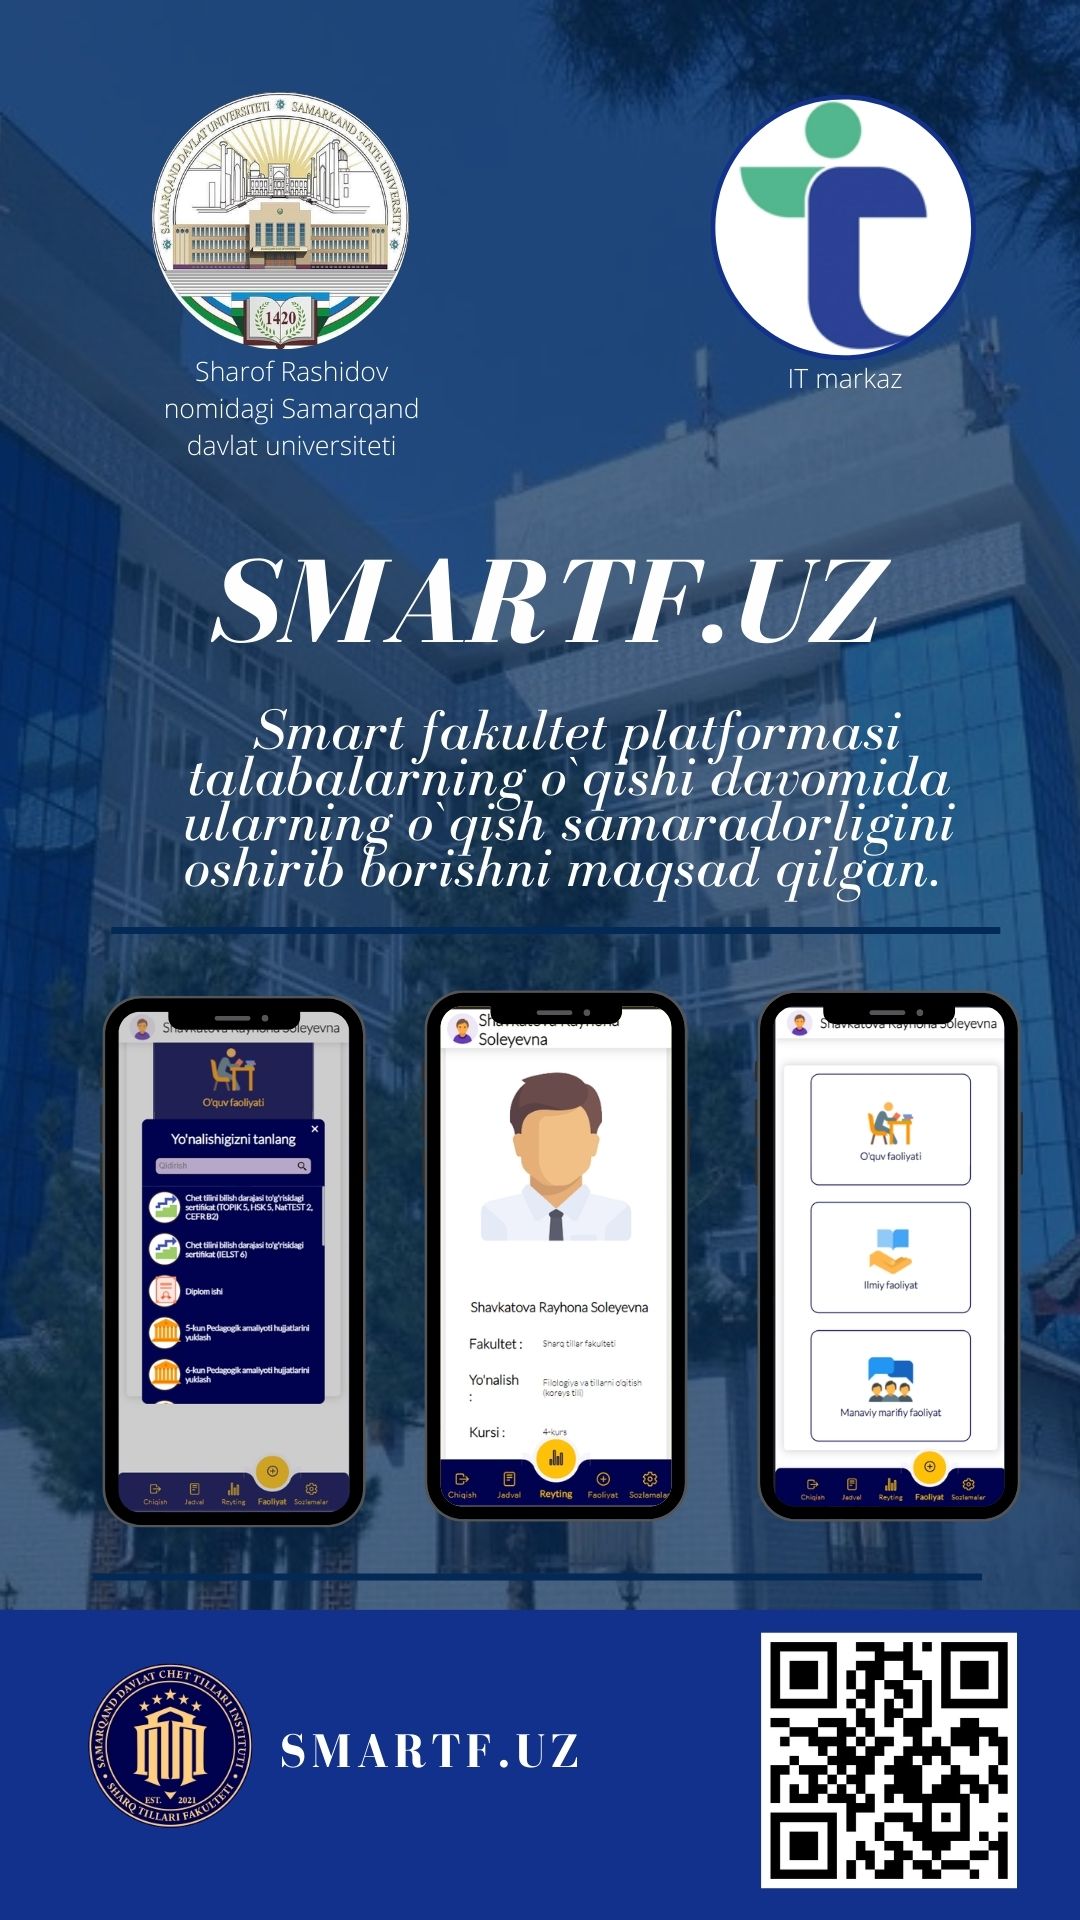 SAMARQAND DAVLAT UNIVERSITETI
SAMARKAND STATE UNIVERSITY
1420
Sharof Rashidov
nomidagi Samarqand
davlat universiteti
IT markaz
SMARTF.UZ
Smart fakultet platformasi
talabalarning o`qishi davomida
ularning o`qish samaradorligini
oshirib borishni maqsad qilgan.
Shavkatova Rayhona Soleyevna
O'quv faoliyati
Yo'nalishigizni tanlang
×
Qidirish
Chet tilini bilish darajasi to'g'risidagi
sertifikat (TOPIK 5, HSK 5, NatTEST 2,
CEFR B2)
Chet tilini bilish darajasi to'g'risidagi
sertifikat (IELST 6)
Diplom ishi
5-kun Pedagogik amaliyoti hujjatlarini
yuklash
6-kun Pedagogik amaliyoti hujjatlarini
yuklash
Chiqish Jadval Reyting Faoliyat Sozlamalar
Shavkatova Rayhona
Soleyevna
Shavkatova Rayhona Soleyevna
Fakultet : Sharq tillar fakulteti
Yo'nalish
: Filologiya va tillarni o'qitish
(koreys tili)
Kursi : 4-kurs
Chiqish Jadval Reyting Faoliyat Sozlamalar
Shavkatova Rayhona Soleyevna
O'quv faoliyati
Ilmiy faoliyat
Manaviy marifiy faoliyat
Chiqish Jadval Reyting Faoliyat Sozlamalar
SAMARQAND DAVLAT CHET TILLARI INSTITUTI
EST. 2021
SHARQ TILLARI FAKULTETI
SMARTF.UZ